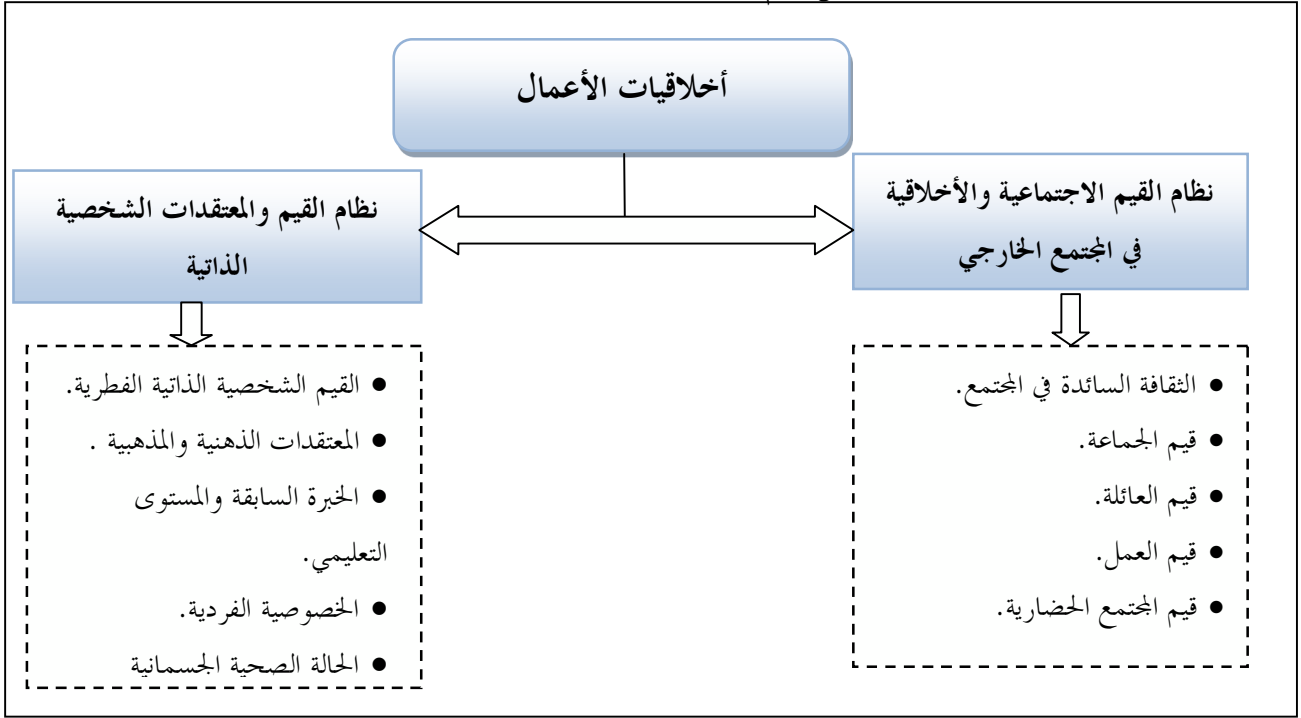 أخلاقيات الأعمال
نظام القيم الاجتماعية والأخلاقية
في المجتمع الخارجي
نظام القيم والمعتقدات الشخصية
الذاتية
● الثقافة السائدة في المجتمع.
● قيم الجماعة.
● قيم العائلة.
● قيم العمل.
● قيم المجتمع الحضارية.
● القيم الشخصية الذاتية الفطرية.
● المعتقدات الذهنية والمذهبية .
● الخبرة السابقة والمستوى
التعليمي.
● الخصوصية الفردية.
● الحالة الصحية الجسمانية